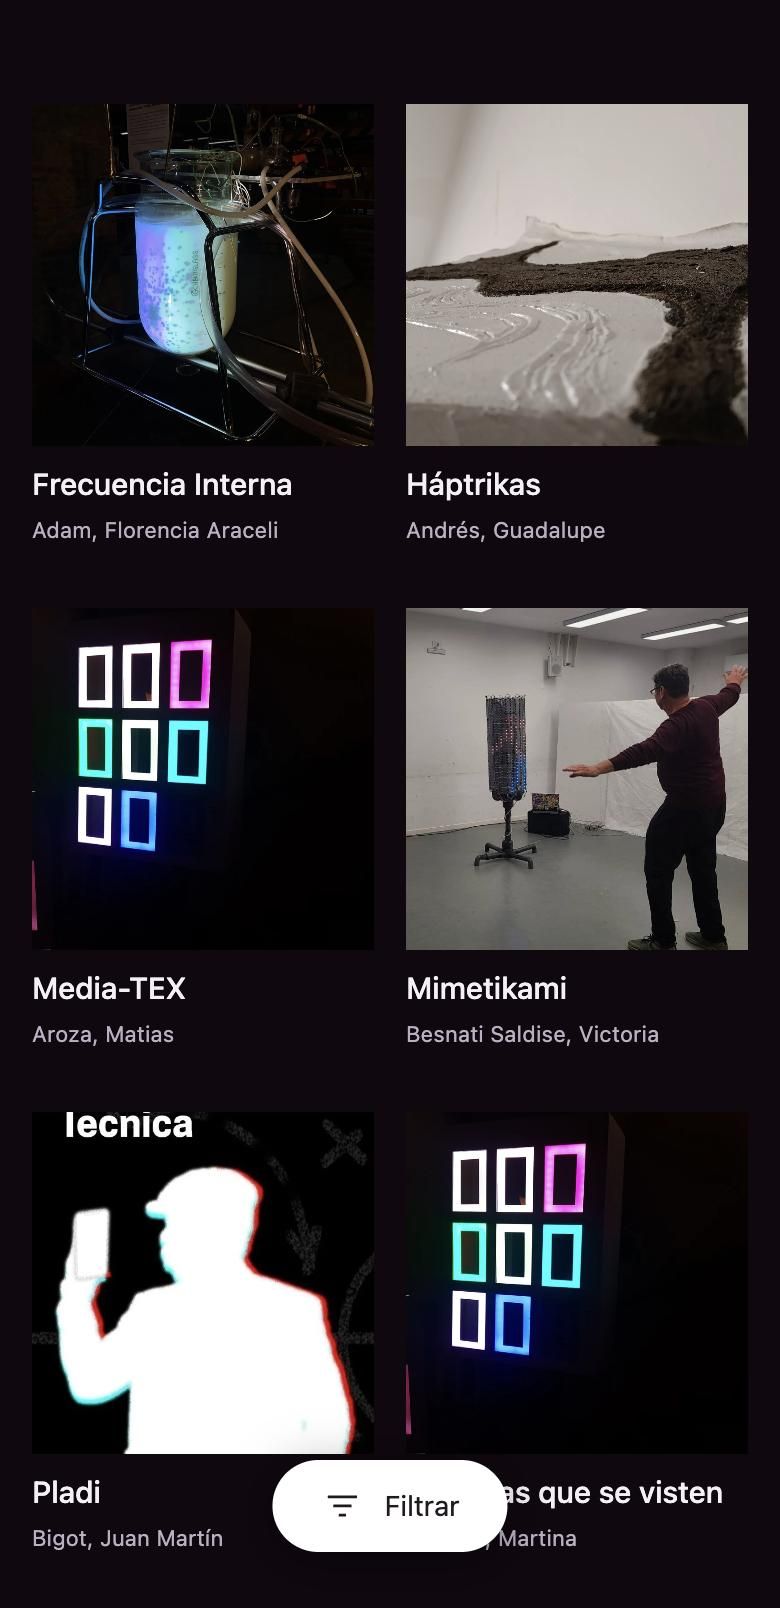 Frecuencia Interna
Adam, Florencia Araceli
Háptrikas
Andrés, Guadalupe
Media-TEX
Aroza, Matias
Mimetikami
Besnati Saldise, Victoria
Tecnica
Pladi
Bigot, Juan Martín
as que se visten
, Martina
Filtrar